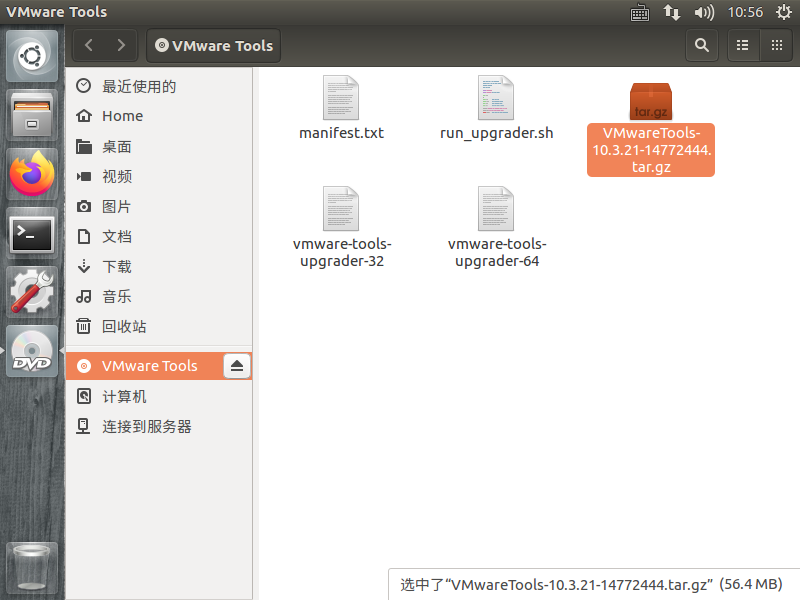 VMware Tools
10:56
VMware Tools
最近使用的
Home
桌面
视频
图片
文档
下载
音乐
回收站
VMware Tools
计算机
连接到服务器
manifest.txt
run_upgrader.sh
tar.gz
VMwareTools-
10.3.21-14772444.
tar.gz
vmware-tools-
upgrader-32
vmware-tools-
upgrader-64
DVD
选中了“VMwareTools-10.3.21-14772444.tar.gz” (56.4 MB)